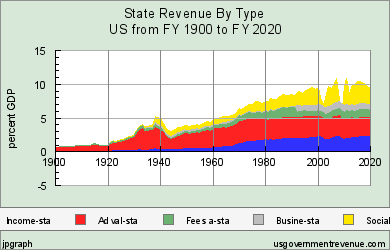 State Revenue By Type
US from FY 1900 to FY 2020
percent GDP
15
10
5
0
-5
1900 1920 1940 1960 1980 2000 2020
Income-sta Ad val-sta Fees a-sta Busine-sta Social
jpgraph usgovernmentrevenue.com